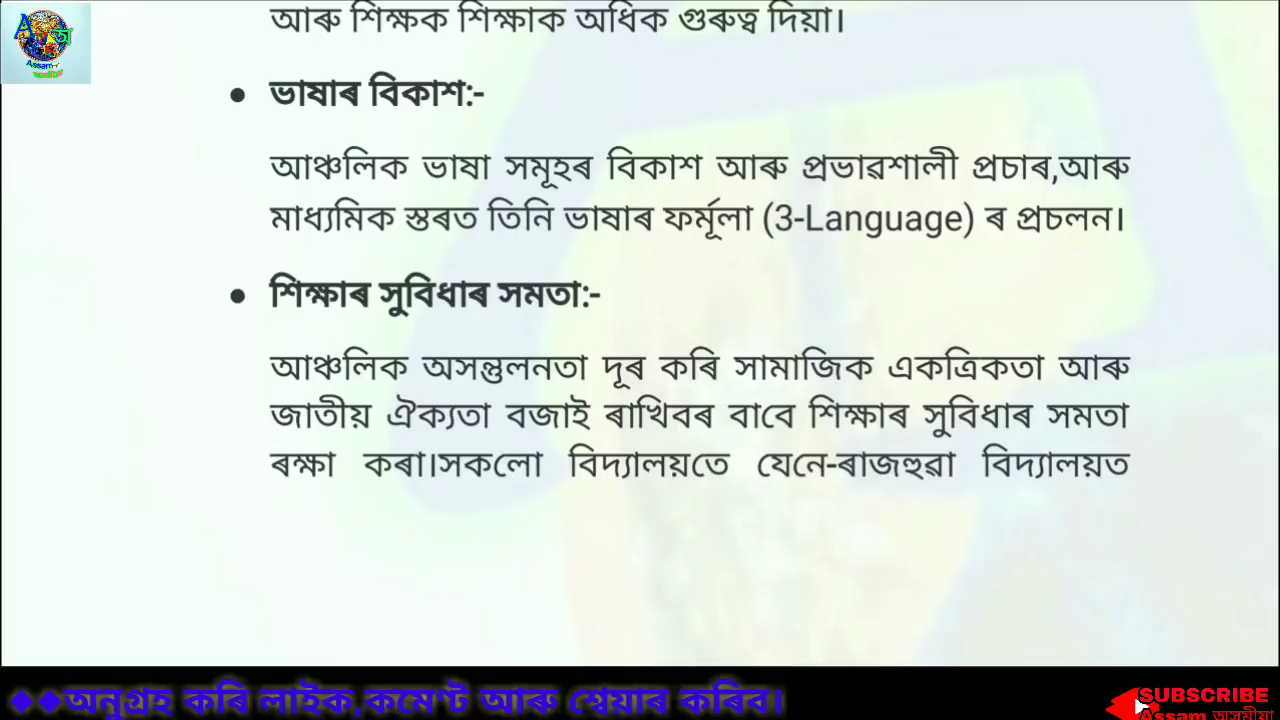 আৰু শিক্ষক শিক্ষাক অধিক গুৰুত্ব দিয়া।
● ভাষাৰ বিকাশ:-
আঞ্চলিক ভাষা সমূহৰ বিকাশ আৰু প্ৰভাৱশালী প্ৰচাৰ,আৰু
মাধ্যমিক স্তৰত তিনি ভাষাৰ ফৰ্মূলা (3-Language) ৰ প্ৰচলন।
● শিক্ষাৰ সুবিধাৰ সমতা:-
আঞ্চলিক অসন্তুলনতা দূৰ কৰি সামাজিক একত্ৰিকতা আৰু
জাতীয় ঐক্যতা বজাই ৰাখিবৰ বাবে শিক্ষাৰ সুবিধাৰ সমতা
ৰক্ষা কৰা।সকলো বিদ্যালয়তে যেনে-ৰাজহুৱা বিদ্যালয়ত
◆◆অনুগ্ৰহ কৰি লাইক,কমেণ্ট আৰু শ্বেয়াৰ কৰিব।
SUBSCRIBE
Assam অসমীয়া